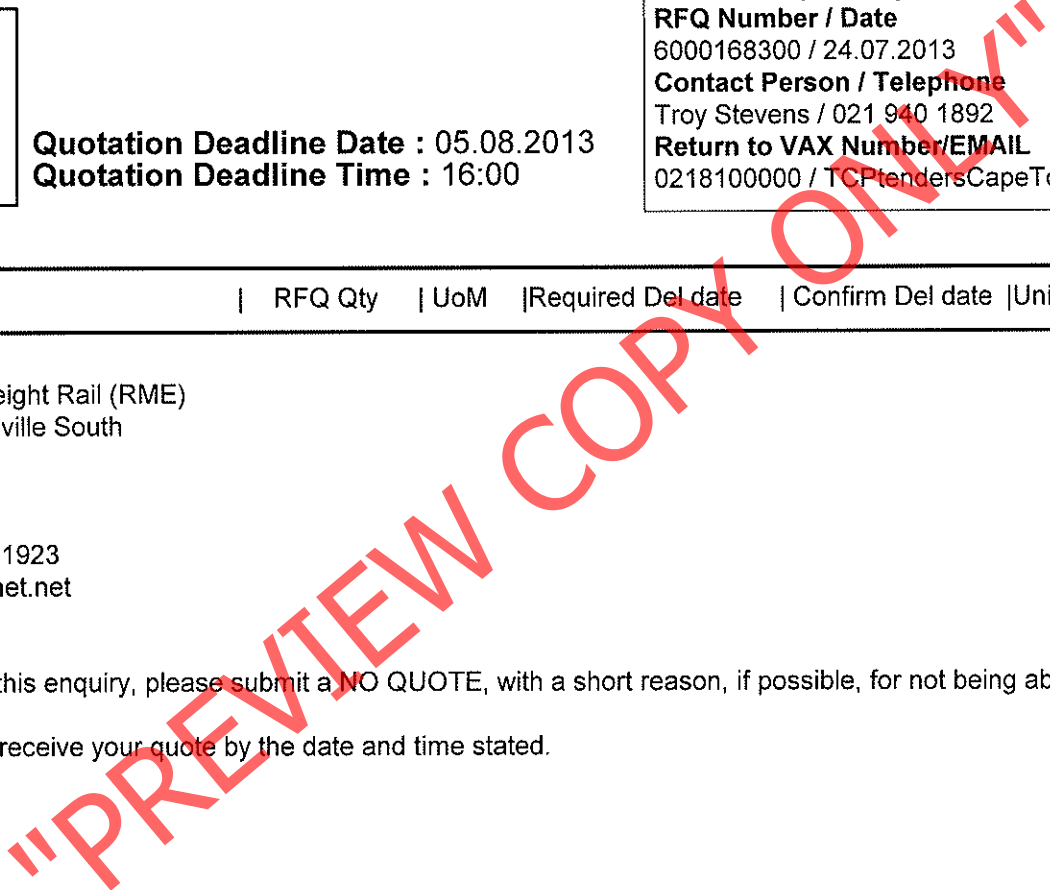 RFQ Number / Date
6000168300 / 24.07.2013
Contact Person / Telephone
Troy Stevens / 021 940 1892
Return to VAX Number/EMAIL
0218100000 / TCPtendersCapeTo
Quotation Deadline Date : 05.08.2013
Quotation Deadline Time : 16:00
| RFQ Qty | UoM |Required Del date | Confirm Del date |Uni
eight Rail (RME)
ville South
1923
net.net
this enquiry, please submit a NO QUOTE, with a short reason, if possible, for not being ab
receive your quote by the date and time stated.
"PREVIEW COPY ONLY"